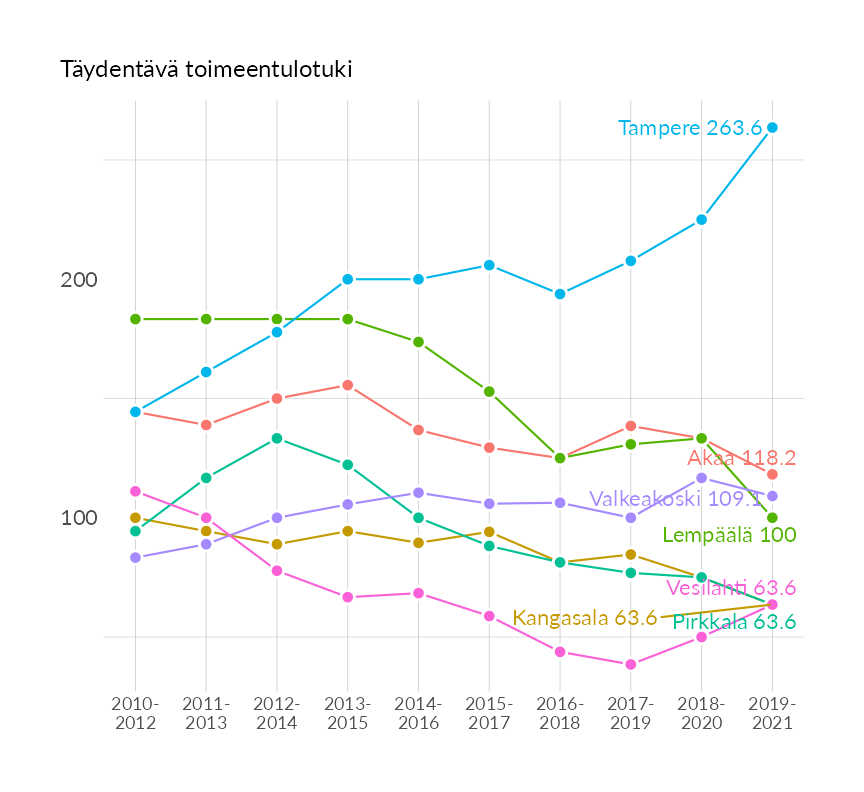 Täydentävä toimeentulotuki
Tampere 263.6
200
Akaa 118.2
Valkeakoski 109.1
100
Lempäälä 100
Vesilahti 63.6
Kangasala 63.6
Pirkkala 63.6
2010- 2011- 2012- 2013- 2014- 2015- 2016- 2017- 2018- 2019-
2012 2013 2014 2015 2016 2017 2018 2019 2020 2021